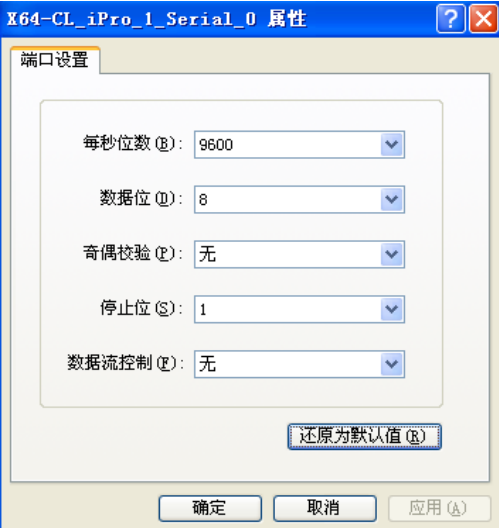 X64-CL_iPro_1_Serial_0 属性
端口设置
每秒位数(B): 9600
数据位(D): 8
奇偶校验(P): 无
停止位(S): 1
数据流控制(F): 无
还原为默认值(R)
确定 取消 应用(A)